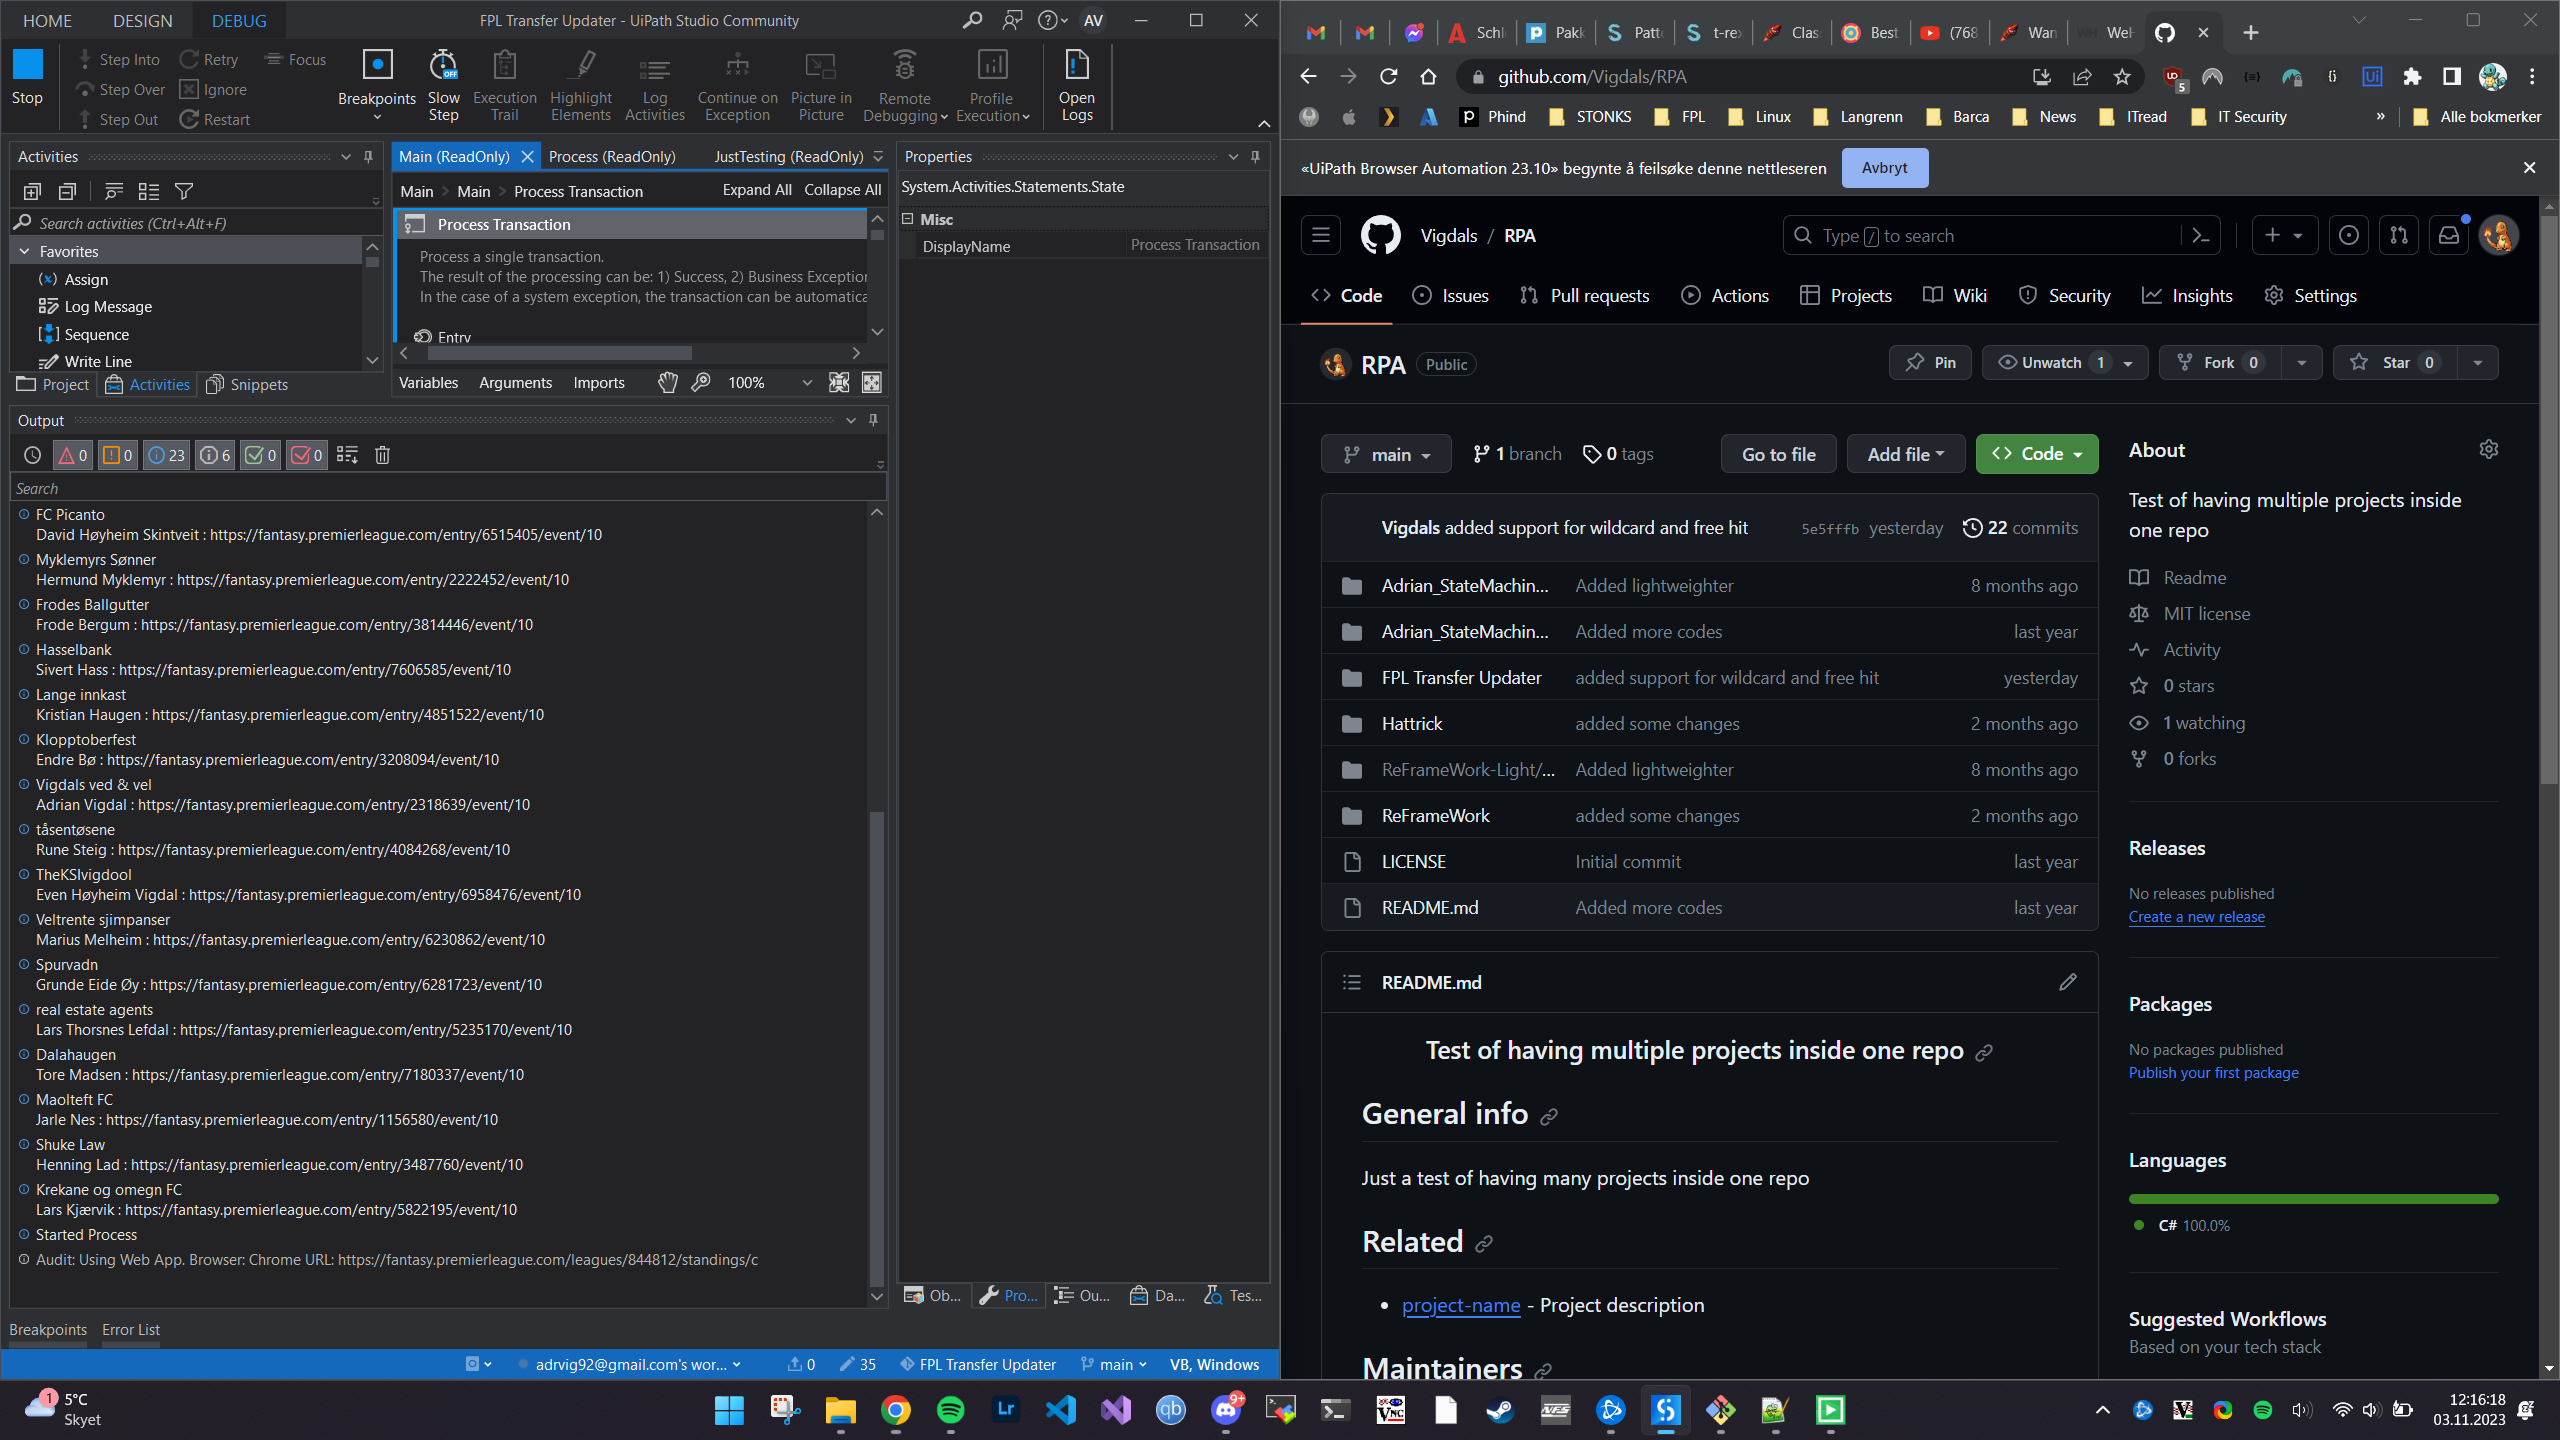 HOME
DESIGN
DEBUG
FPL Transfer Updater - UiPath Studio Community
AV
Stop
Step Into
Step Over
Step Out
Retry
Ignore
Restart
Focus
Breakpoints
Slow
Step
Execution
Trail
Highlight
Elements
Log
Activities
Continue on
Exception
Picture in
Picture
Remote
Debugging
Profile
Execution
Open
Logs
Activities
Search activities (Ctrl+Alt+F)
Favorites
Assign
Log Message
Sequence
Write Line
Project
Activities
Snippets
Main (ReadOnly)
Process (ReadOnly)
JustTesting (ReadOnly)
Main
Main
Process Transaction
Expand All
Collapse All
Process Transaction
Process a single transaction.
The result of the processing can be: 1) Success, 2) Business Exception
In the case of a system exception, the transaction can be automatica
Entry
Variables
Arguments
Imports
100%
Properties
System.Activities.Statements.State
Misc
DisplayName
Process Transaction
Output
0
0
23
6
0
0
Search
FC Picanto
David Høyheim Skintveit : https://fantasy.premierleague.com/entry/6515405/event/10
Myklemyrs Sønner
Hermund Myklemyr : https://fantasy.premierleague.com/entry/2222452/event/10
Frodes Ballgutter
Frode Bergum : https://fantasy.premierleague.com/entry/3814446/event/10
Hasselbank
Sivert Hass : https://fantasy.premierleague.com/entry/7606585/event/10
Lange innkast
Kristian Haugen : https://fantasy.premierleague.com/entry/4851522/event/10
Klopptoberfest
Endre Bø : https://fantasy.premierleague.com/entry/3208094/event/10
Vigdals ved & vel
Adrian Vigdal : https://fantasy.premierleague.com/entry/2318639/event/10
tåsentøsene
Rune Steig : https://fantasy.premierleague.com/entry/4084268/event/10
TheKSIvigdool
Even Høyheim Vigdal : https://fantasy.premierleague.com/entry/6958476/event/10
Veltrente sjimpanser
Marius Melheim : https://fantasy.premierleague.com/entry/6230862/event/10
Spurvadn
Grunde Eide Øy : https://fantasy.premierleague.com/entry/6281723/event/10
real estate agents
Lars Thorsnes Lefdal : https://fantasy.premierleague.com/entry/5235170/event/10
Dalahaugen
Tore Madsen : https://fantasy.premierleague.com/entry/7180337/event/10
Maolteft FC
Jarle Nes : https://fantasy.premierleague.com/entry/1156580/event/10
Shuke Law
Henning Lad : https://fantasy.premierleague.com/entry/3487760/event/10
Krekane og omegn FC
Lars Kjærvik : https://fantasy.premierleague.com/entry/5822195/event/10
Started Process
Audit: Using Web App. Browser: Chrome URL: https://fantasy.premierleague.com/leagues/844812/standings/c
Ob...
Pro...
Ou...
Da...
Tes...
Breakpoints
Error List
adrvig92@gmail.com's wor...
0
35
FPL Transfer Updater
main
VB, Windows
Schl
Pakk
Patt
t-rex
Clas
Best
(768
Wan
WeH
github.com/Vigdals/RPA
5
Phind
STONKS
FPL
Linux
Langrenn
Barca
News
ITread
IT Security
»
Alle bokmerker
«UiPath Browser Automation 23.10» begynte å feilsøke denne nettleseren
Avbryt
Vigdals / RPA
Type / to search
Code
Issues
Pull requests
Actions
Projects
Wiki
Security
Insights
Settings
RPA
Public
Pin
Unwatch 1
Fork 0
Star 0
main
1 branch
0 tags
Go to file
Add file
Code
Vigdals added support for wildcard and free hit
5e5fffb yesterday
22 commits
Adrian_StateMachin... Added lightweighter 8 months ago
Adrian_StateMachin... Added more codes last year
FPL Transfer Updater added support for wildcard and free hit yesterday
Hattrick added some changes 2 months ago
ReFrameWork-Light/... Added lightweighter 8 months ago
ReFrameWork added some changes 2 months ago
LICENSE Initial commit last year
README.md Added more codes last year
README.md
Test of having multiple projects inside one repo
General info
Just a test of having many projects inside one repo
Related
project-name - Project description
Maintainers
About
Test of having multiple projects inside
one repo
Readme
MIT license
Activity
0 stars
1 watching
0 forks
Releases
No releases published
Create a new release
Packages
No packages published
Publish your first package
Languages
C# 100.0%
Suggested Workflows
Based on your tech stack
1
5°C
Skyet
Lr
qb
9+
12:16:18
03.11.2023